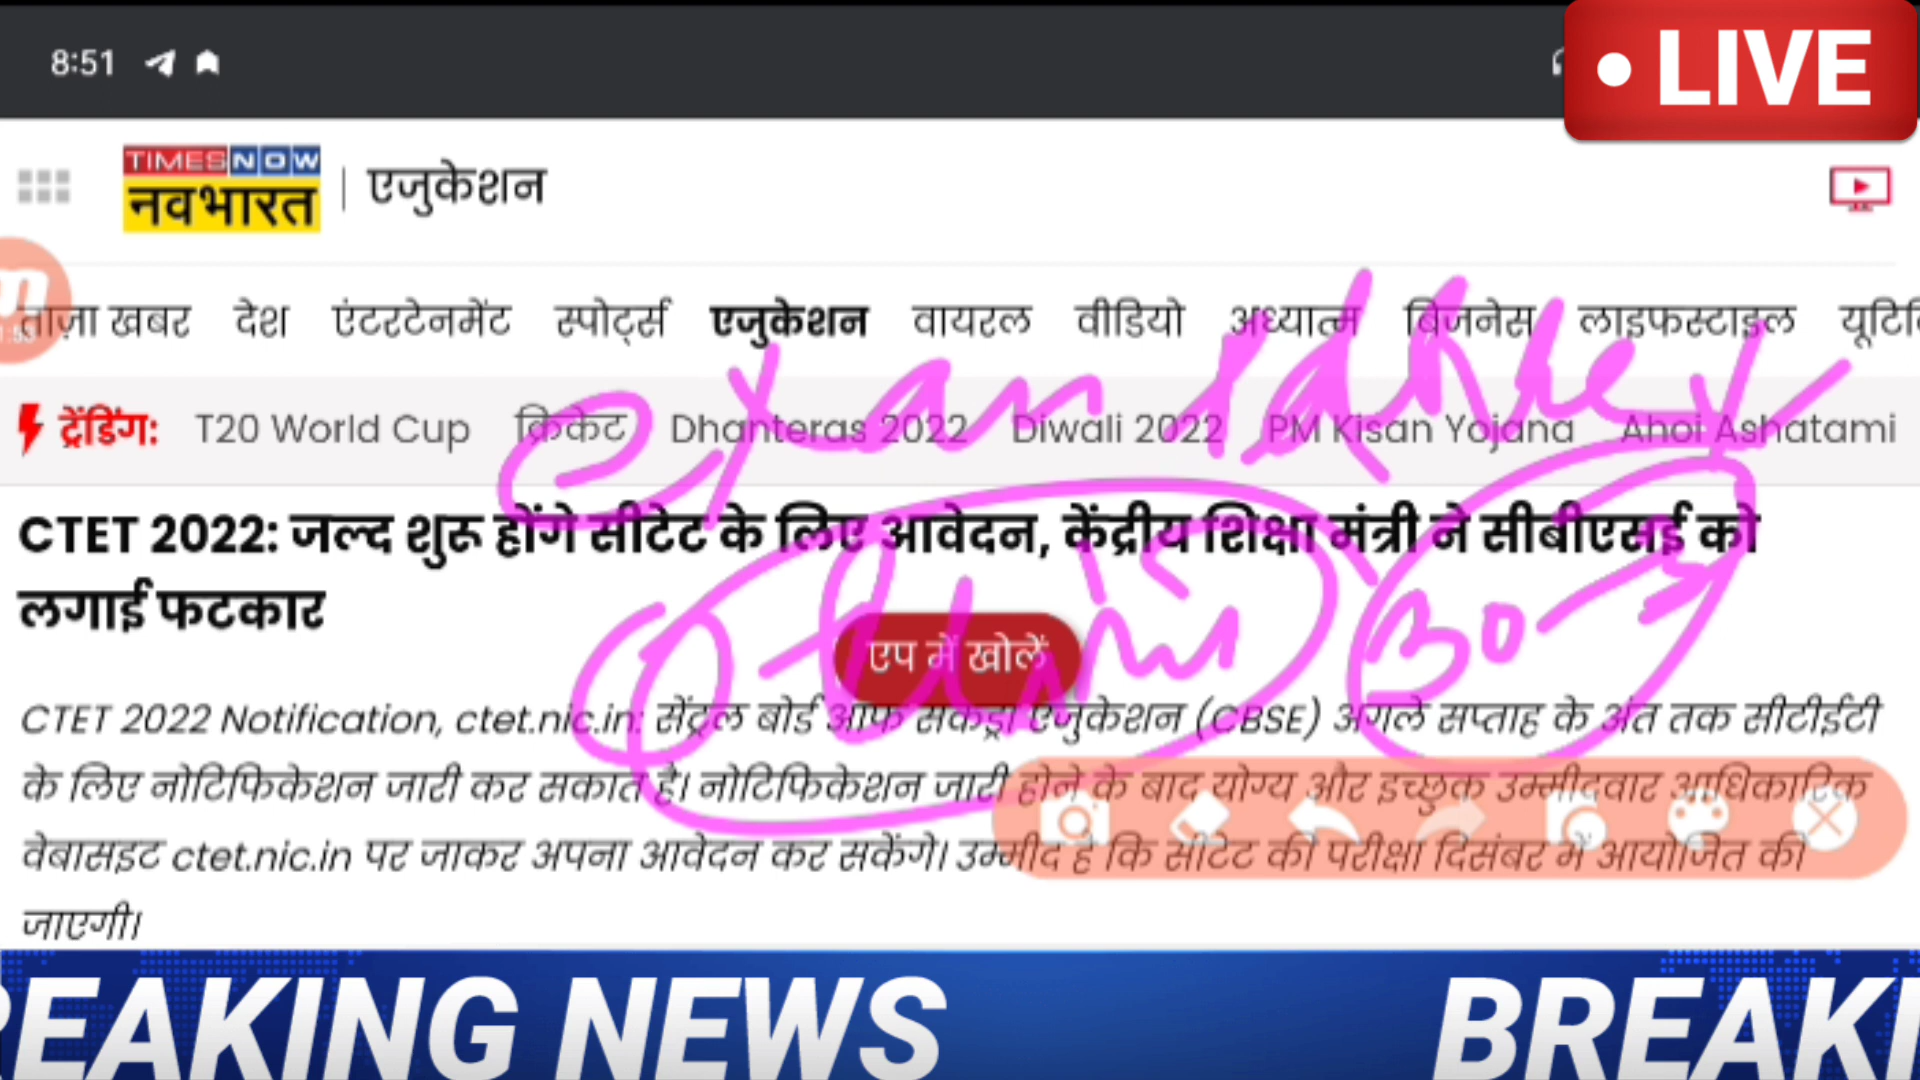 8:51
LIVE
TIMES NOW
नवभारत
एजुकेशन
ताज़ा खबर देश एंटरटेनमेंट स्पोर्ट्स एजुकेशन वायरल वीडियो अध्यात्म बिजनेस लाइफस्टाइल
ट्रेंडिंग: T20 World Cup क्रिकेट Dhanteras 2022 Diwali 2022 PM Kisan Yojana Ahoi Ashatami
CTET 2022: जल्द शुरू होंगे सीटेट के लिए आवेदन, केंद्रीय शिक्षा मंत्री ने सीबीएसई को
लगाई फटकार
एप में खोलें
CTET 2022 Notification, ctet.nic.in: सेंट्रल बोर्ड ऑफ सेकेंड्री एजुकेशन (CBSE) अगले सप्ताह के अंत तक सीटीईटी
के लिए नोटिफिकेशन जारी कर सकात है। नोटिफिकेशन जारी होने के बाद योग्य और इच्छुक उम्मीदवार आधिकारिक
वेबासइट ctet.nic.in पर जाकर अपना आवेदन कर सकेंगे। उम्मीद है कि सीटेट की परीक्षा दिसंबर में आयोजित की
जाएगी।
REAKING NEWS BREAKI